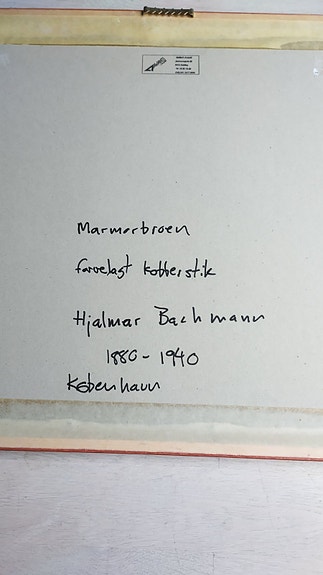 Marmorbroen
farvelagt kobberstik
Hjalmar Bachmann
1880-1940
København